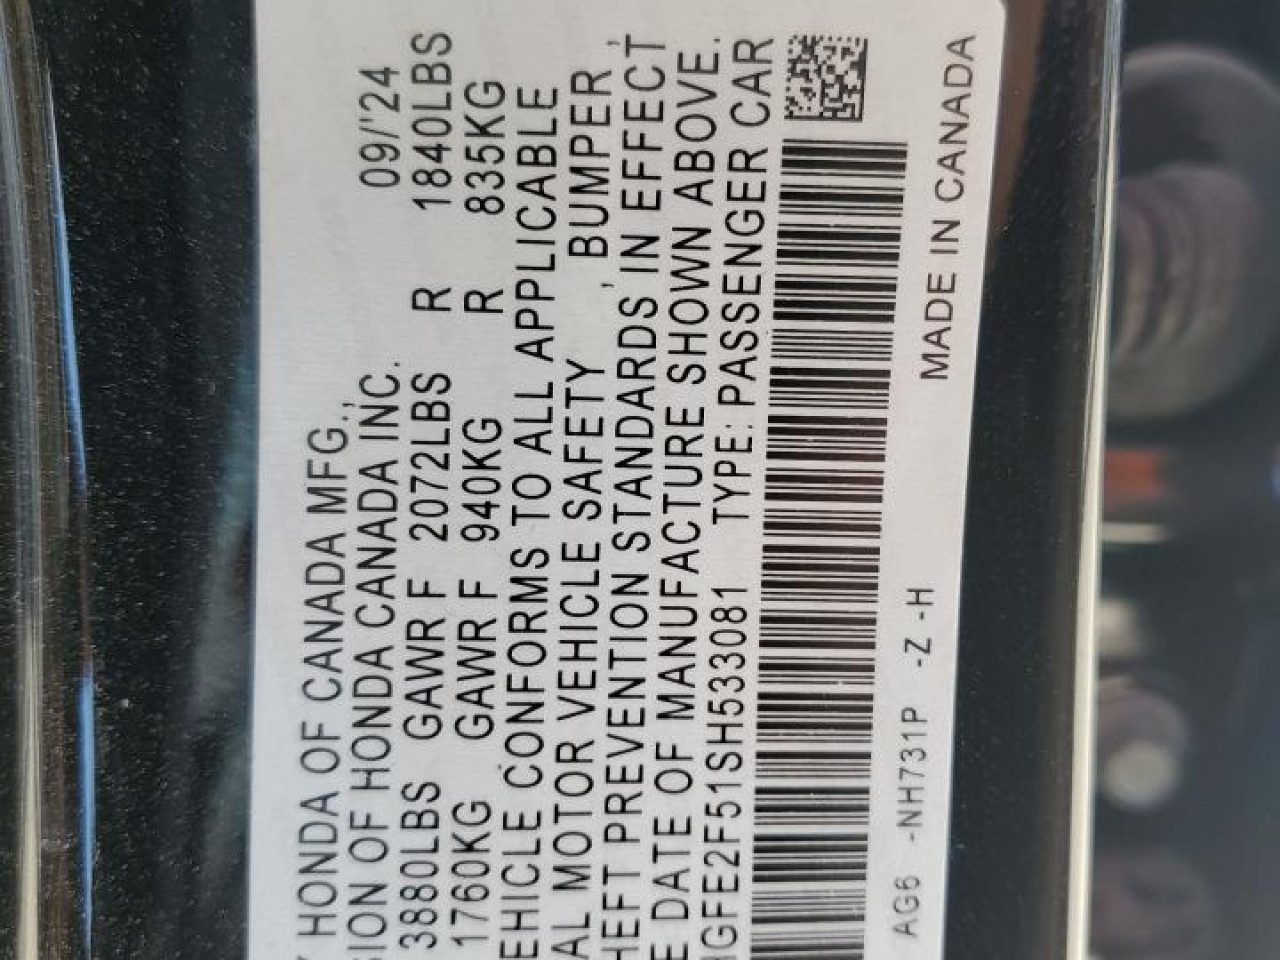 HONDA OF CANADA MFG.,
SION OF HONDA CANADA INC. 09/'24
3880LBS GAWR F 2072LBS R 1840LBS
1760KG GAWR F 940KG R 835KG
EHICLE CONFORMS TO ALL APPLICABLE
AL MOTOR VEHICLE SAFETY , BUMPER,
HEFT PREVENTION STANDARDS IN EFFECT
E DATE OF MANUFACTURE SHOWN ABOVE.
GFE2F51SH533081 TYPE: PASSENGER CAR
AG6 -NH731P -Z -H MADE IN CANADA